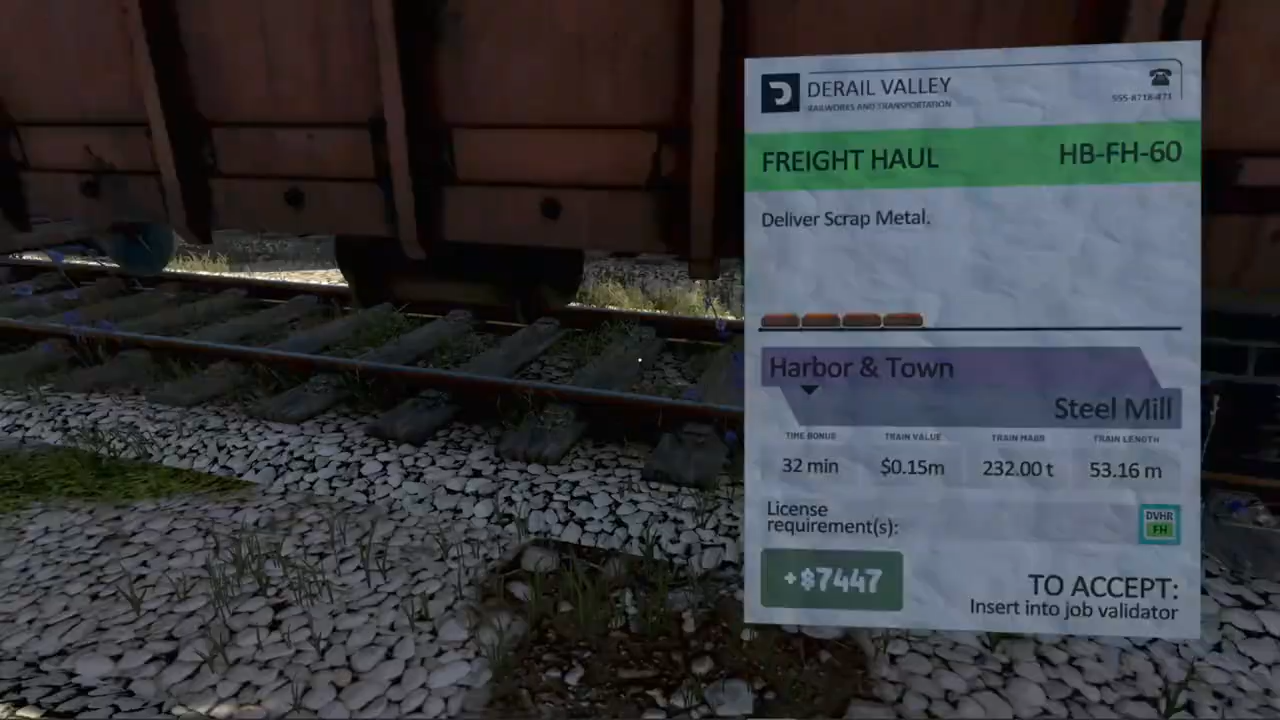 DERAIL VALLEY
RAILWORKS AND TRANSPORTATION
555-8718-871
FREIGHT HAUL
HB-FH-60
Deliver Scrap Metal.
Harbor & Town
Steel Mill
TIME BONUS
TRAIN VALUE
TRAIN MASS
TRAIN LENGTH
32 min
$0.15m
232.00 t
53.16 m
License
requirement(s):
DVHR
FH
+$7447
TO ACCEPT:
Insert into job validator